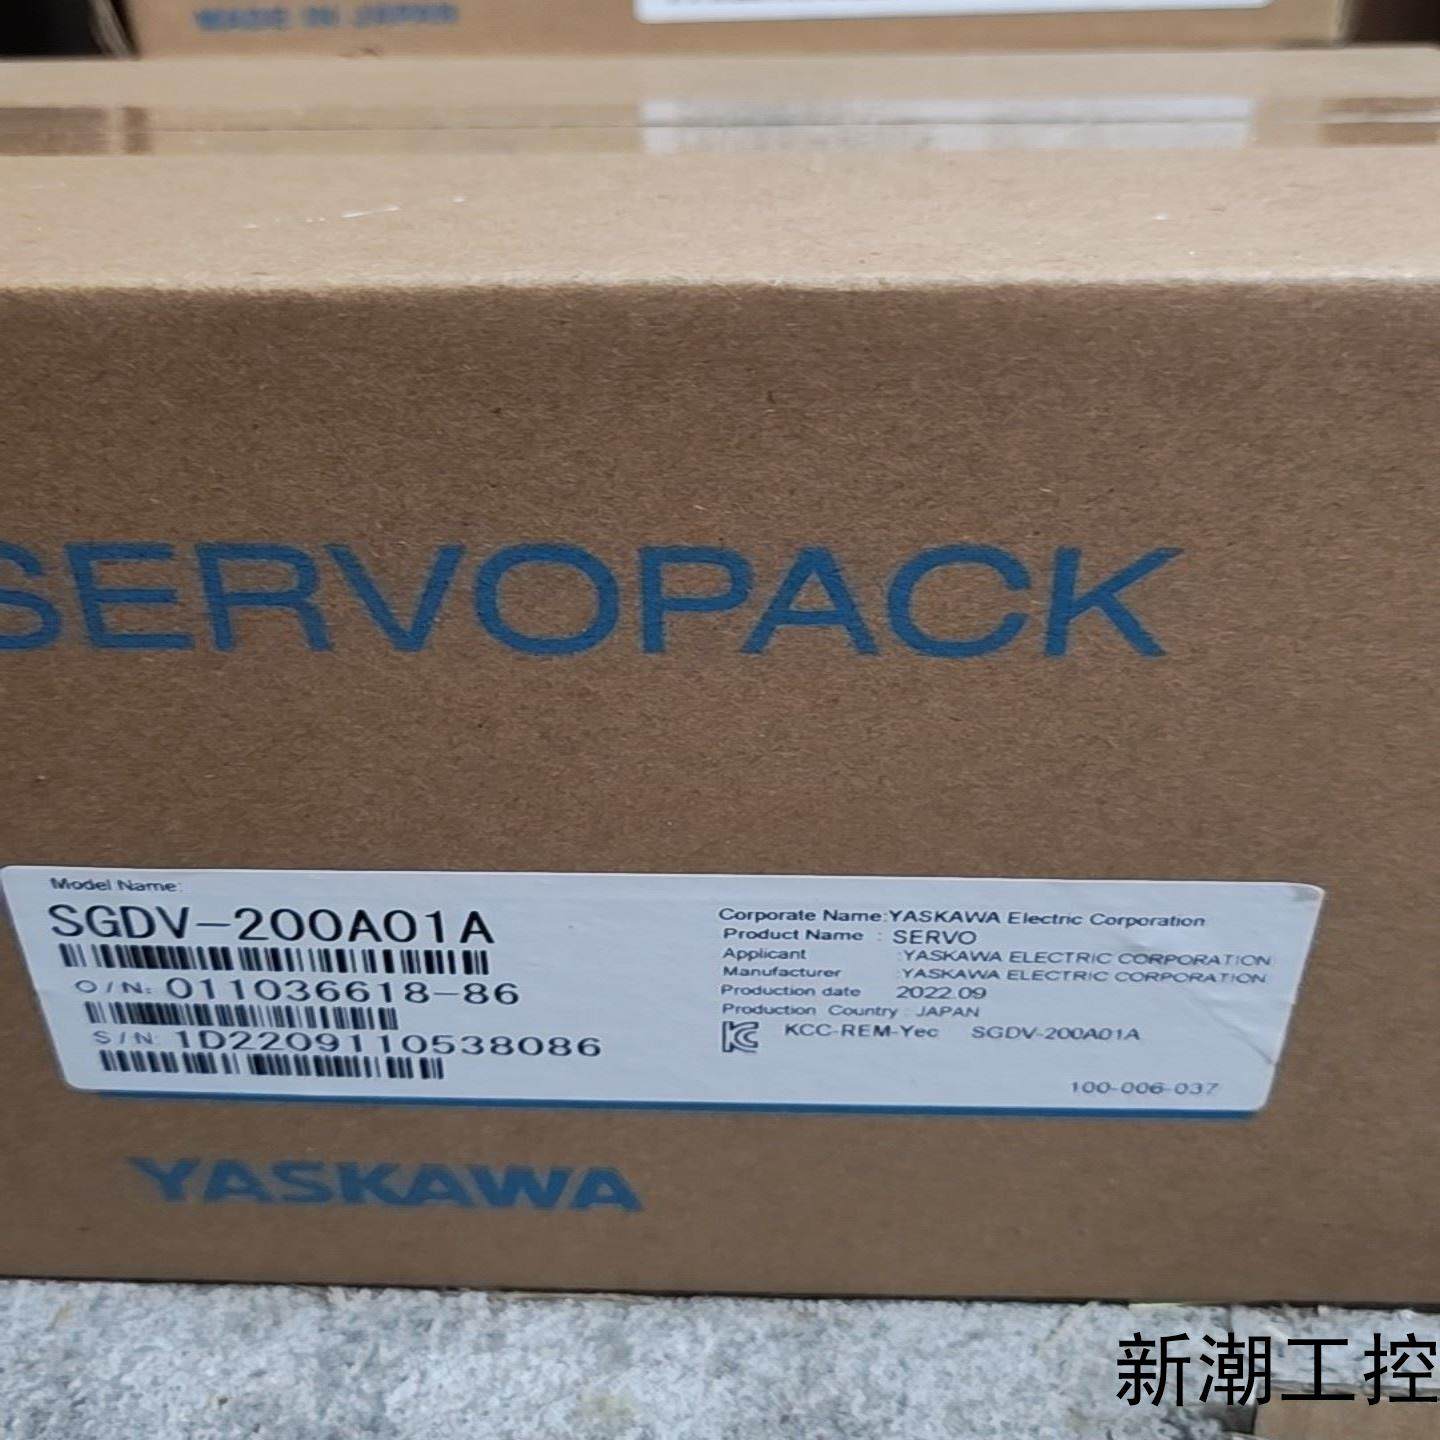 MADE IN JAPAN
SERVOPACK
Model Name:
SGDV-200A01A
O/N: 011036618-86
S/N: 1D2209110538086
Corporate Name:YASKAWA Electric Corporation
Product Name : SERVO
Applicant :YASKAWA ELECTRIC CORPORATION
Manufacturer :YASKAWA ELECTRIC CORPORATION
Production date 2022.09
Production Country : JAPAN
KCC-REM-Yec SGDV-200A01A
100-006-037
YASKAWA
新潮工控